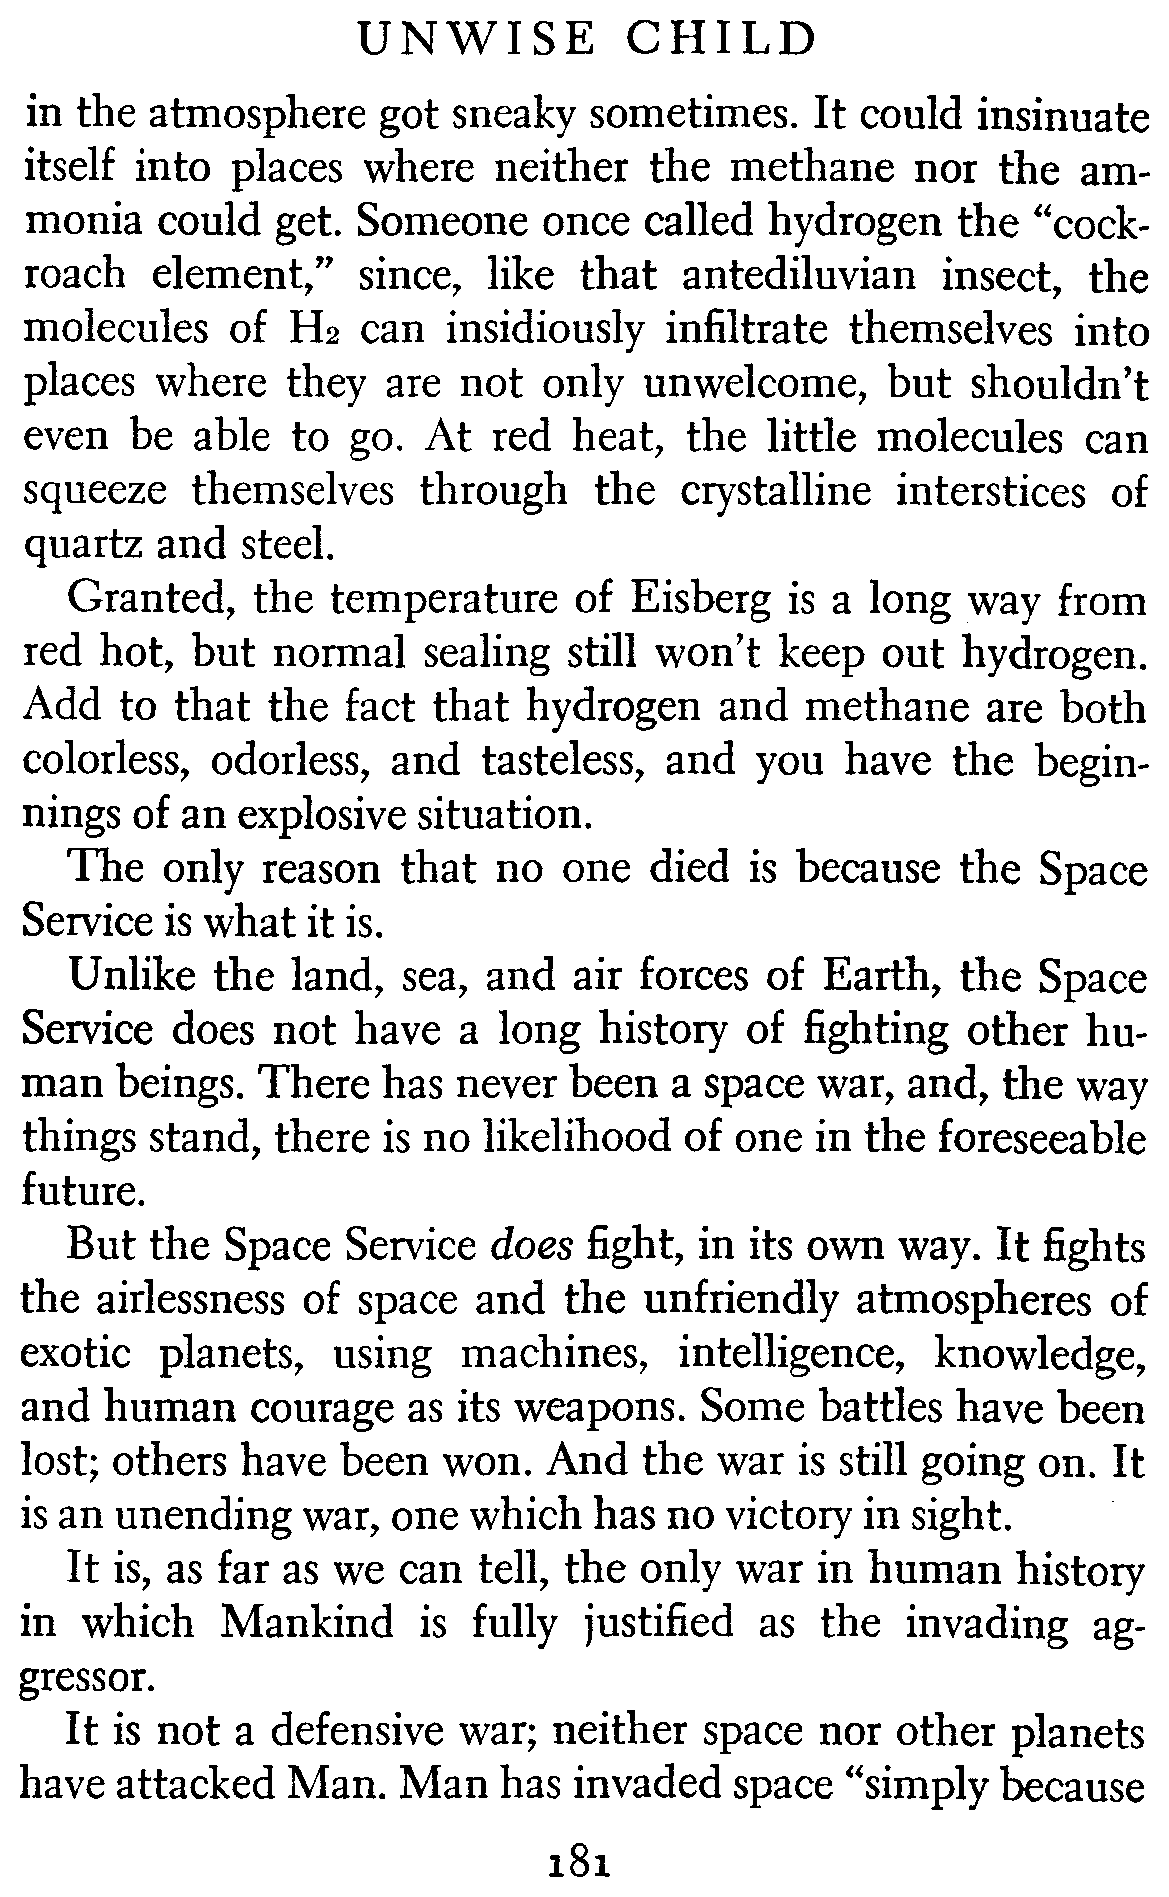 UNWISE CHILD
in the atmosphere got sneaky sometimes. It could insinuate
itself into places where neither the methane nor the am-
monia could get. Someone once called hydrogen the “cock-
roach element,” since, like that antediluvian insect, the
molecules of H2 can insidiously infiltrate themselves into
places where they are not only unwelcome, but shouldn’t
even be able to go. At red heat, the little molecules can
squeeze themselves through the crystalline interstices of
quartz and steel.
Granted, the temperature of Eisberg is a long way from
red hot, but normal sealing still won’t keep out hydrogen.
Add to that the fact that hydrogen and methane are both
colorless, odorless, and tasteless, and you have the begin-
nings of an explosive situation.
The only reason that no one died is because the Space
Service is what it is.
Unlike the land, sea, and air forces of Earth, the Space
Service does not have a long history of fighting other hu-
man beings. There has never been a space war, and, the way
things stand, there is no likelihood of one in the foreseeable
future.
But the Space Service does fight, in its own way. It fights
the airlessness of space and the unfriendly atmospheres of
exotic planets, using machines, intelligence, knowledge,
and human courage as its weapons. Some battles have been
lost; others have been won. And the war is still going on. It
is an unending war, one which has no victory in sight.
It is, as far as we can tell, the only war in human history
in which Mankind is fully justified as the invading ag-
gressor.
It is not a defensive war; neither space nor other planets
have attacked Man. Man has invaded space “simply because
181